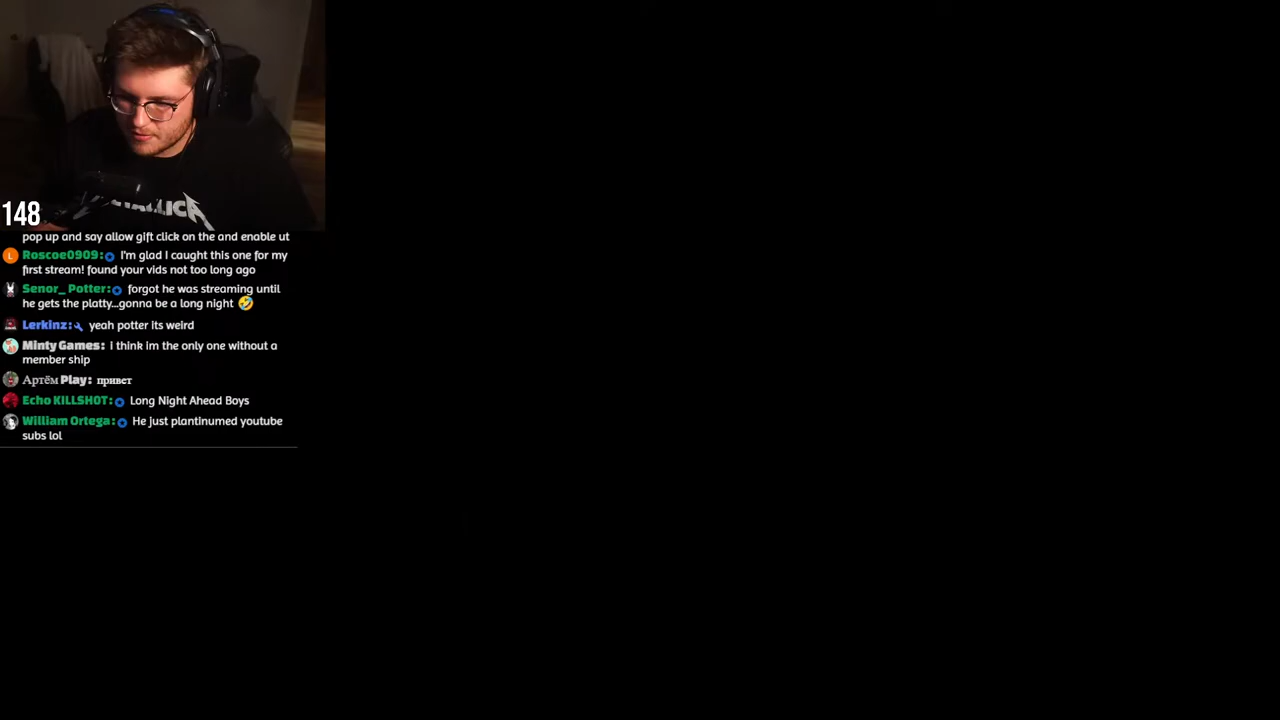 METALLICA
148
pop up and say allow gift click on the and enable ut
Roscoe0909: I'm glad I caught this one for my
first stream! found your vids not too long ago
Senor_ Potter: forgot he was streaming until
he gets the platty...gonna be a long night 🤣
Lerkinz: yeah potter its weird
Minty Games: I think im the only one without a
member ship
Артём Play: привет
Echo KILLSH0T: Long Night Ahead Boys
William Ortega: He just plantinumed youtube
subs lol